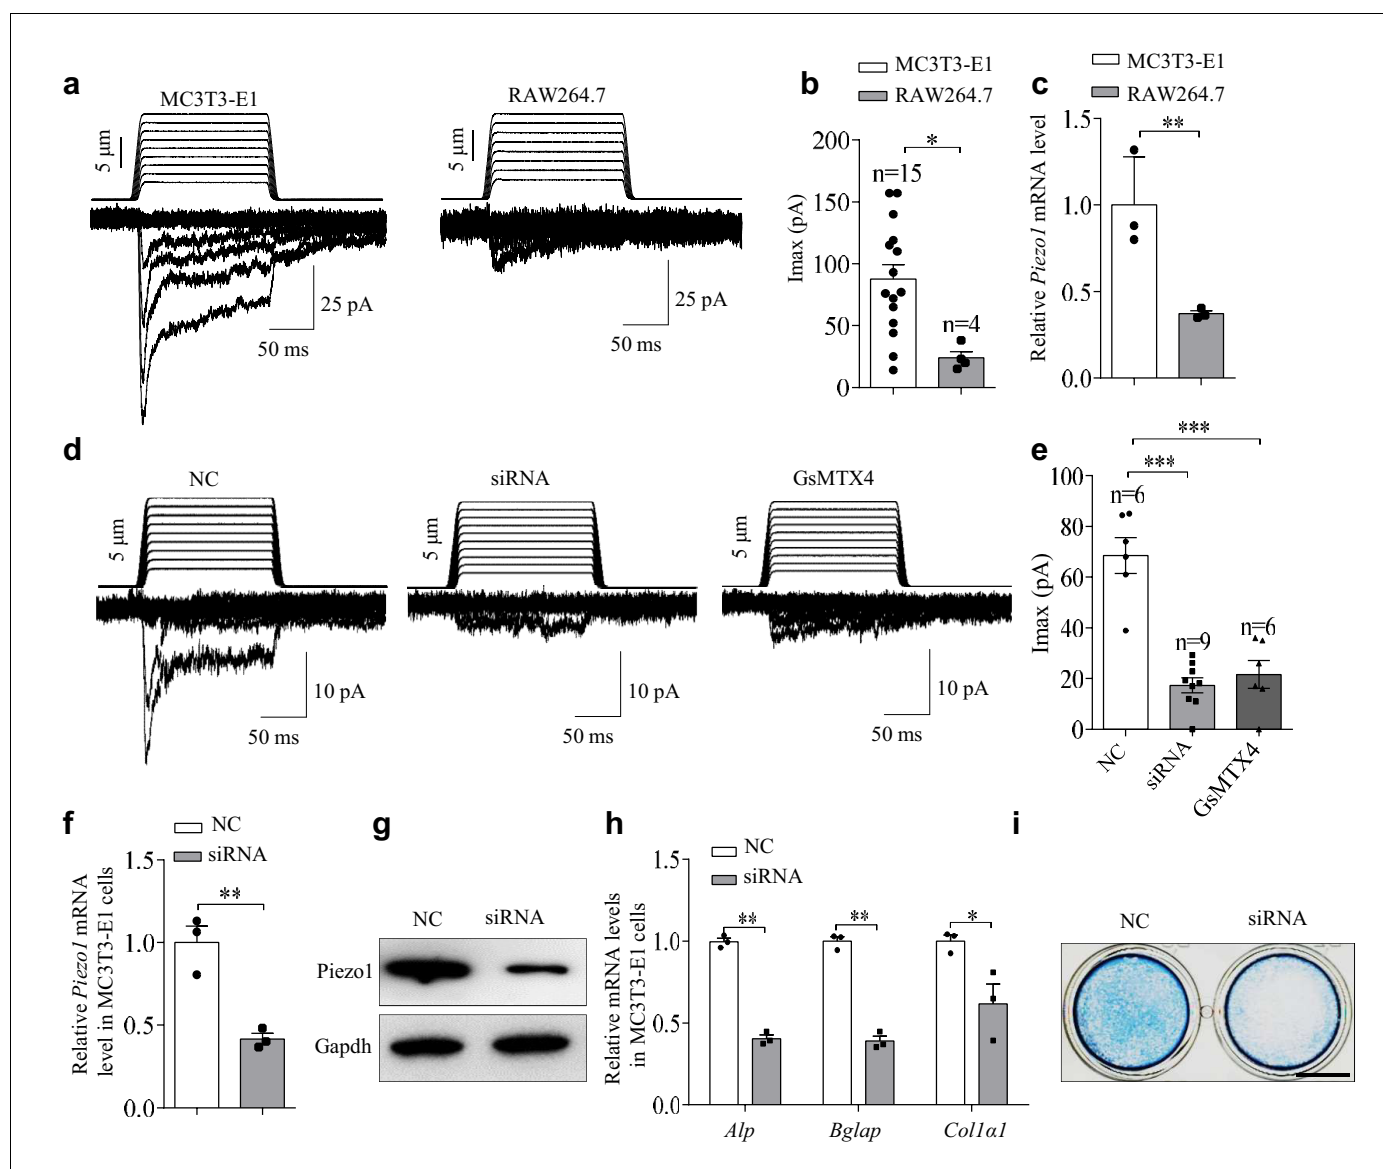 a
MC3T3-E1
RAW264.7
5 µm
5 µm
25 pA
50 ms
25 pA
50 ms
b
MC3T3-E1
RAW264.7
Imax (pA)
200
150
100
50
0
*
n=15
n=4
c
MC3T3-E1
RAW264.7
Relative Piezo1 mRNA level
1.5
1.0
0.5
0.0
**
d
NC
siRNA
GsMTX4
5 µm
5 µm
5 µm
10 pA
50 ms
10 pA
50 ms
10 pA
50 ms
e
Imax (pA)
100
80
60
40
20
0
***
***
n=6
n=9
n=6
NC
siRNA
GsMTX4
f
NC
siRNA
Relative Piezo1 mRNA
level in MC3T3-E1 cells
1.5
1.0
0.5
0.0
**
g
NC
siRNA
Piezo1
Gapdh
h
NC
siRNA
Relative mRNA levels
in MC3T3-E1 cells
1.5
1.0
0.5
0.0
**
**
*
Alp
Bglap
Col1α1
i
NC
siRNA